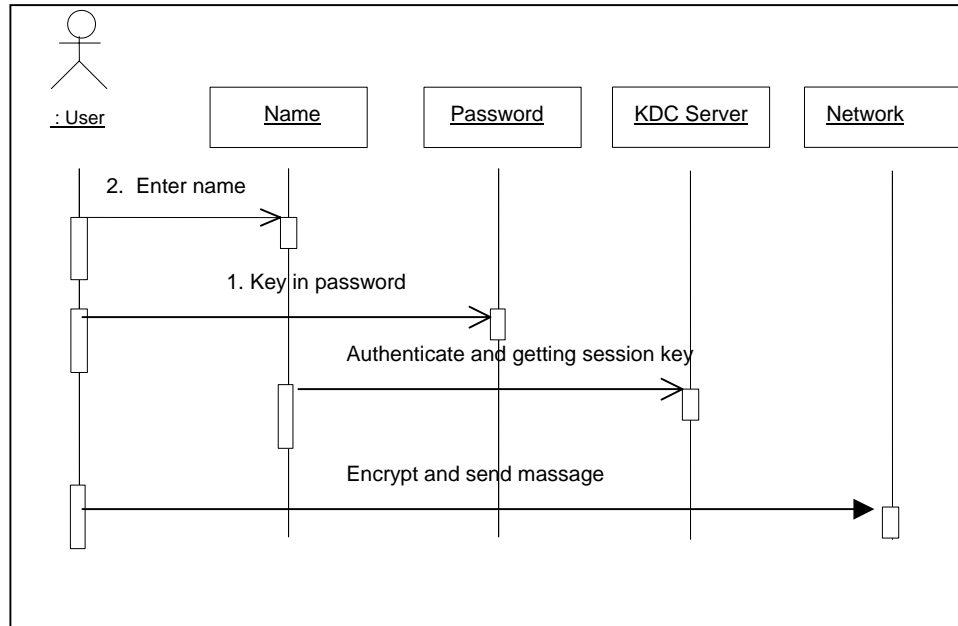 : User
Name
Password
KDC Server
Network
2. Enter name
1. Key in password
Authenticate and getting session key
Encrypt and send massage